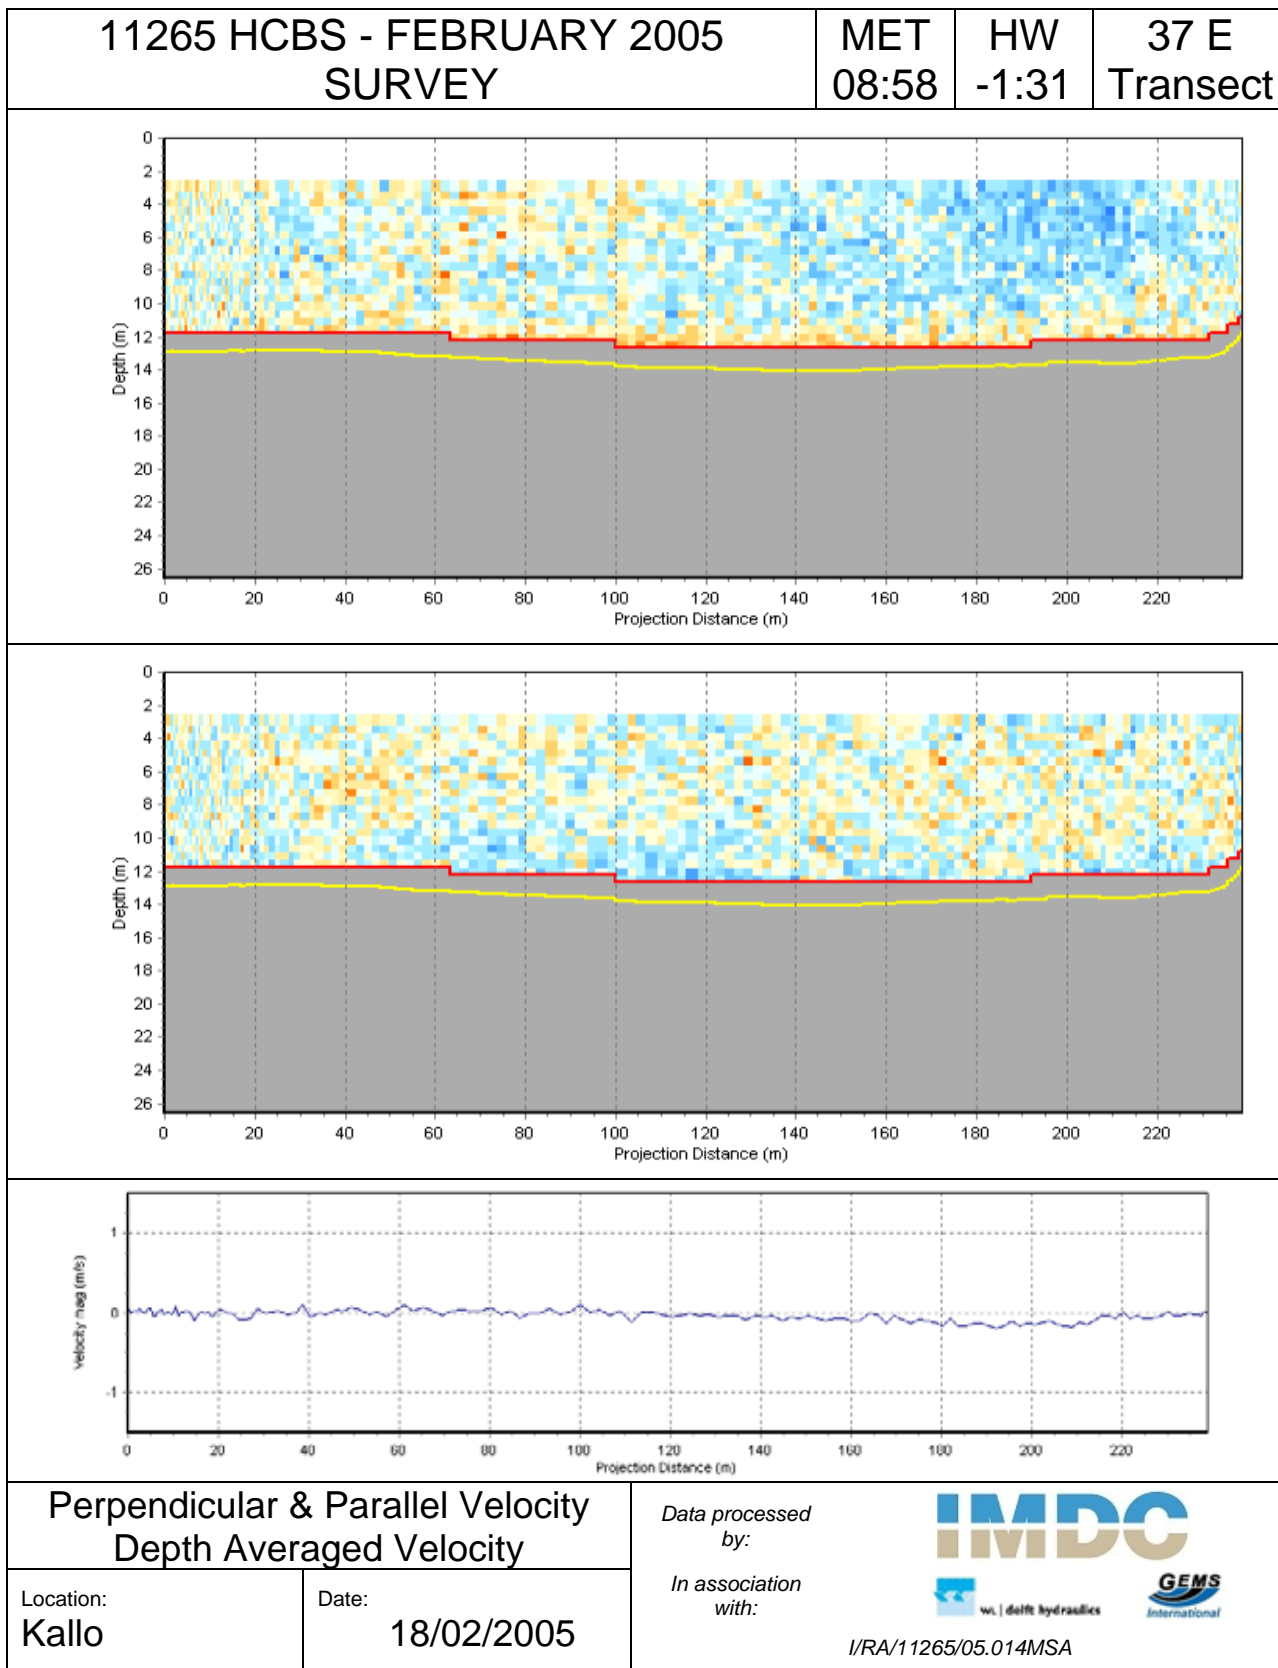 11265 HCBS - FEBRUARY 2005
SURVEY
MET
08:58
HW
-1:31
37 E
Transect
0
2
4
6
8
10
12
14
16
18
20
22
24
26
Depth (m)
0 20 40 60 80 100 120 140 160 180 200 220
Projection Distance (m)
0
2
4
6
8
10
12
14
16
18
20
22
24
26
Depth (m)
0 20 40 60 80 100 120 140 160 180 200 220
Projection Distance (m)
1
0
-1
Velocity mag (m/s)
0 20 40 60 80 100 120 140 160 180 200 220
Projection Distance (m)
Perpendicular & Parallel Velocity
Depth Averaged Velocity
Location:
Kallo
Date:
18/02/2005
Data processed
by:
IMDC
In association
with:
wL | delft hydraulics
GEMS
International
I/RA/11265/05.014MSA